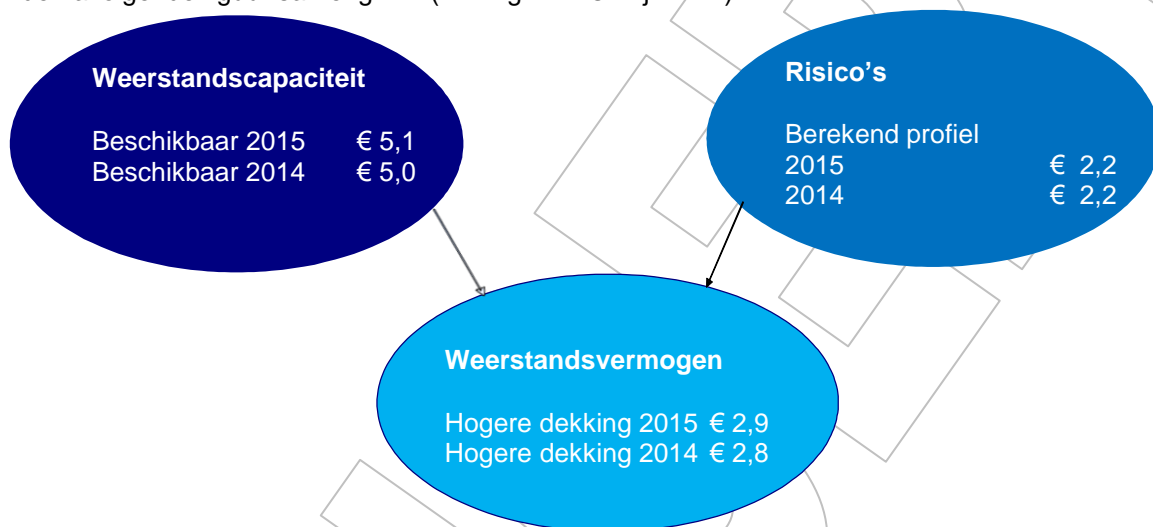 Weerstandscapaciteit
Beschikbaar 2015 € 5,1
Beschikbaar 2014 € 5,0
Risico’s
Berekend profiel
2015 € 2,2
2014 € 2,2
Weerstandsvermogen
Hogere dekking 2015 € 2,9
Hogere dekking 2014 € 2,8